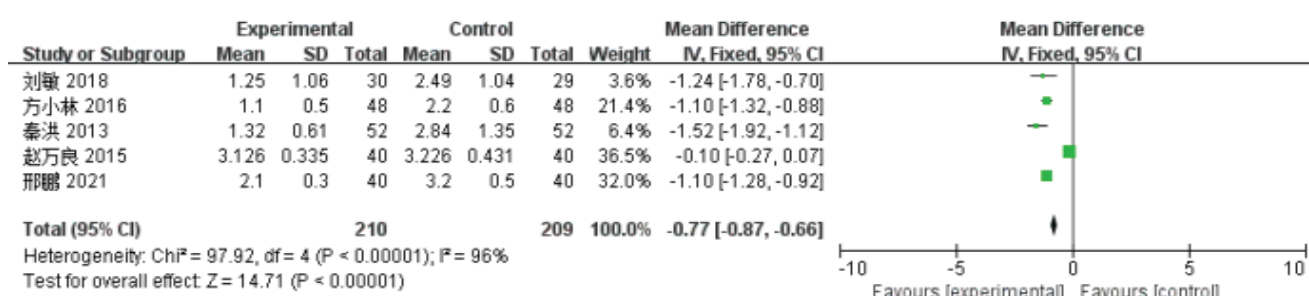 Experimental Control Mean Difference Mean Difference
Study or Subgroup Mean SD Total Mean SD Total Weight IV, Fixed, 95% CI IV, Fixed, 95% CI
刘敏 2018 1.25 1.06 30 2.49 1.04 29 3.6% -1.24 [-1.78, -0.70]
方小林 2016 1.1 0.5 48 2.2 0.6 48 21.4% -1.10 [-1.32, -0.88]
秦洪 2013 1.32 0.61 52 2.84 1.35 52 6.4% -1.52 [-1.92, -1.12]
赵万良 2015 3.126 0.335 40 3.226 0.431 40 36.5% -0.10 [-0.27, 0.07]
邢鹏 2021 2.1 0.3 40 3.2 0.5 40 32.0% -1.10 [-1.28, -0.92]
Total (95% CI) 210 209 100.0% -0.77 [-0.87, -0.66]
Heterogeneity: Chi² = 97.92, df = 4 (P < 0.00001); I² = 96%
Test for overall effect: Z = 14.71 (P < 0.00001)
-10 -5 0 5 10
Favours [experimental] Favours [control]